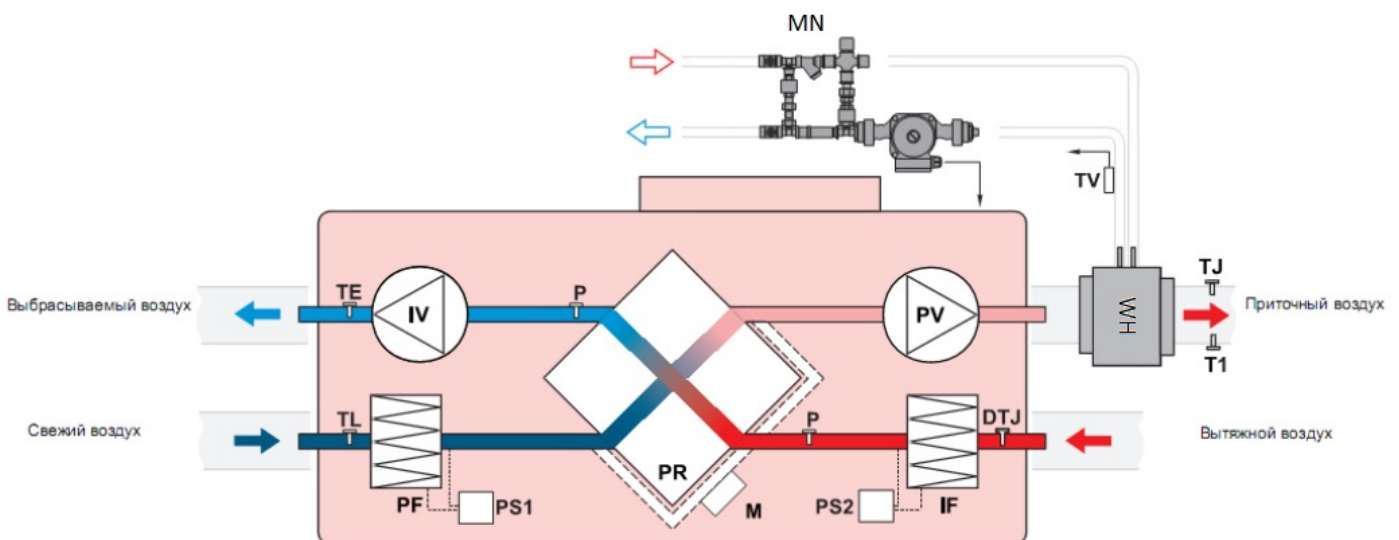 MN
TV
TJ
Выбрасываемый воздух
TE
IV
P
PV
WH
Приточный воздух
T1
Свежий воздух
TL
P
DTJ
Вытяжной воздух
PR
PF
PS1
M
PS2
IF